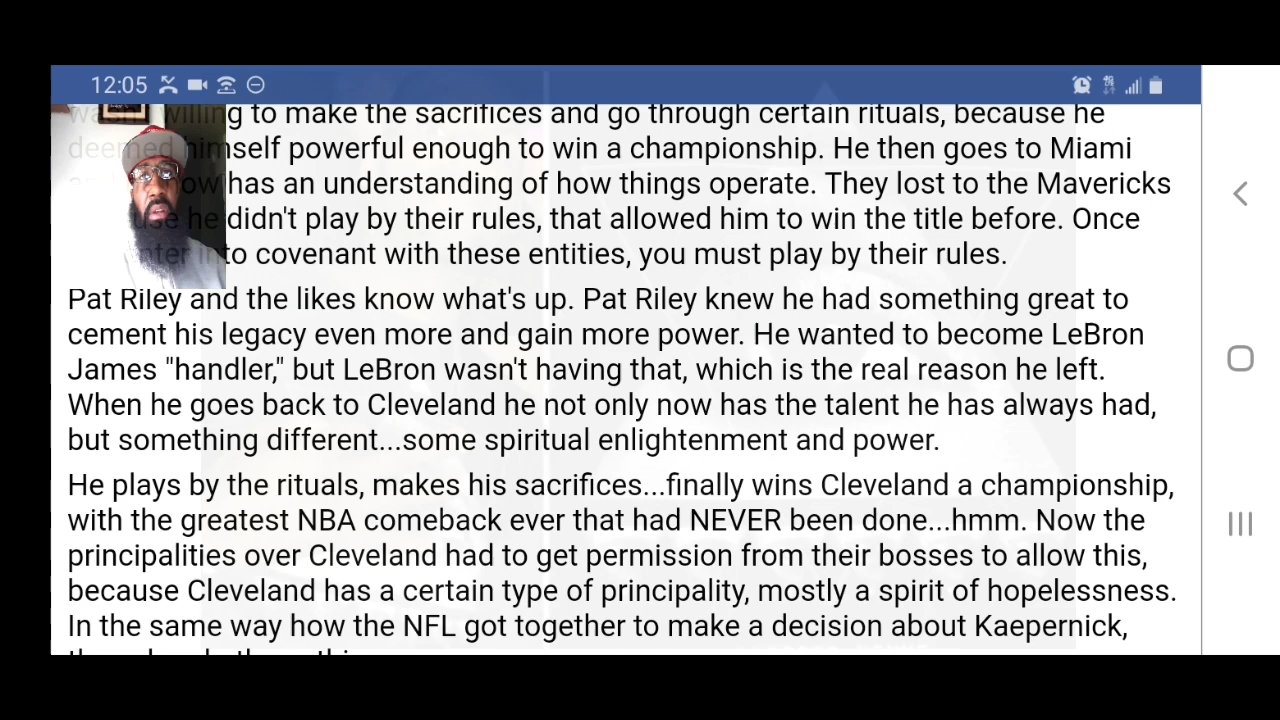 12:05
willing to make the sacrifices and go through certain rituals, because he
deemed himself powerful enough to win a championship. He then goes to Miami
now has an understanding of how things operate. They lost to the Mavericks
he didn't play by their rules, that allowed him to win the title before. Once
into covenant with these entities, you must play by their rules.
Pat Riley and the likes know what's up. Pat Riley knew he had something great to
cement his legacy even more and gain more power. He wanted to become LeBron
James "handler," but LeBron wasn't having that, which is the real reason he left.
When he goes back to Cleveland he not only now has the talent he has always had,
but something different...some spiritual enlightenment and power.
He plays by the rituals, makes his sacrifices...finally wins Cleveland a championship,
with the greatest NBA comeback ever that had NEVER been done...hmm. Now the
principalities over Cleveland had to get permission from their bosses to allow this,
because Cleveland has a certain type of principality, mostly a spirit of hopelessness.
In the same way how the NFL got together to make a decision about Kaepernick,